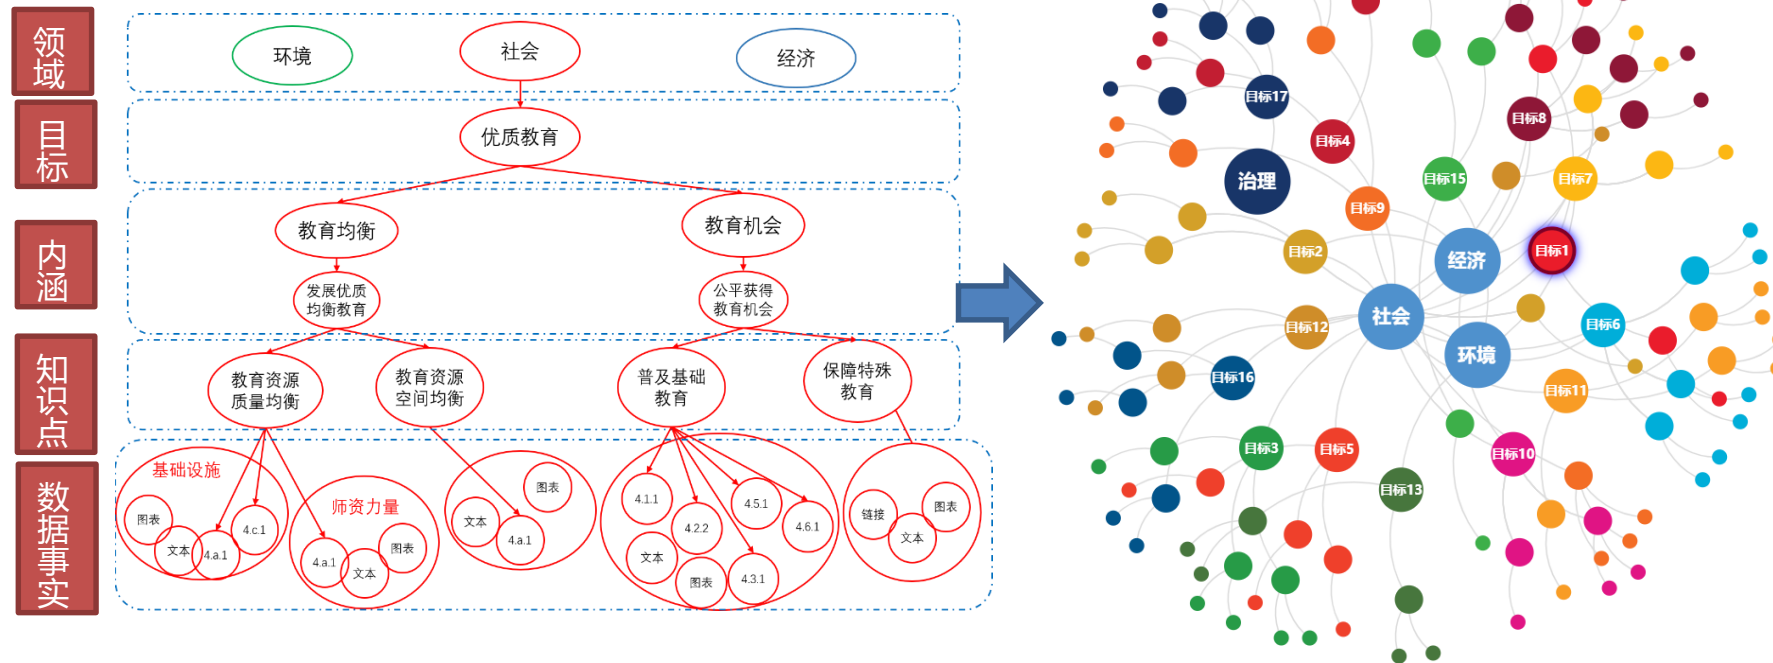 领域
环境
社会
经济
目标
优质教育
内涵
教育均衡
教育机会
发展优质
均衡教育
公平获得
教育机会
知识点
教育资源
质量均衡
教育资源
空间均衡
普及基础
教育
保障特殊
教育
数据事实
基础设施
图表
文本
4.a.1
4.c.1
师资力量
4.a.1
文本
图表
文本
图表
4.a.1
4.1.1
4.2.2
4.5.1
4.6.1
文本
图表
4.3.1
链接
文本
图表
目标17
目标4
目标8
治理
目标15
目标7
目标9
目标2
经济
目标1
社会
目标12
环境
目标6
目标16
目标11
目标3
目标5
目标10
目标13